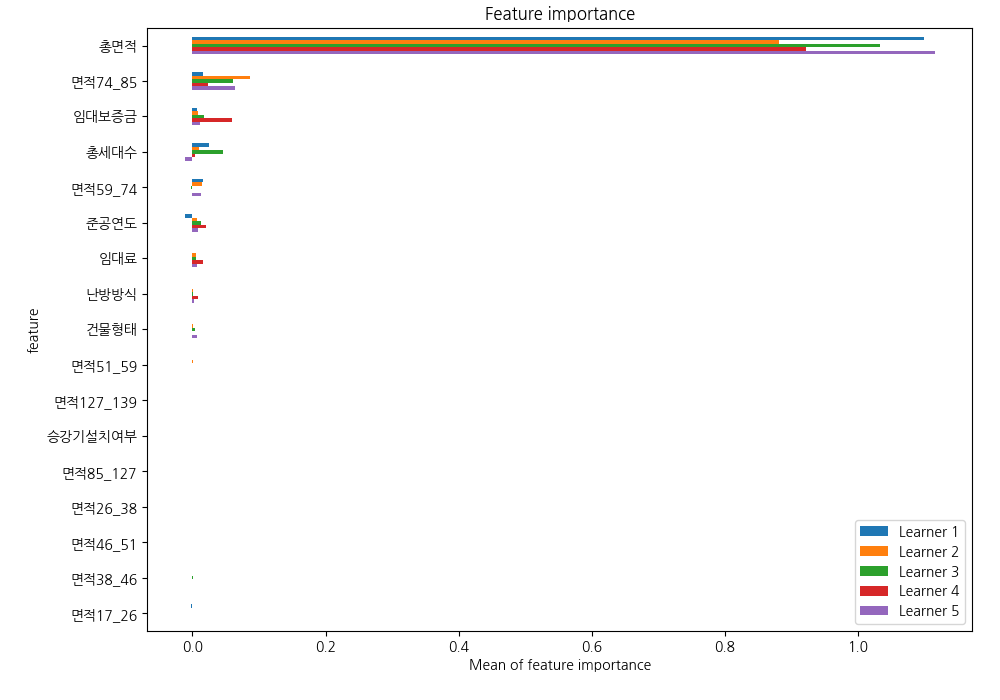 Feature importance
총면적
면적74_85
임대보증금
총세대수
면적59_74
준공연도
임대료
난방방식
건물형태
면적51_59
면적127_139
승강기설치여부
면적85_127
면적26_38
면적46_51
면적38_46
면적17_26
feature
Learner 1
Learner 2
Learner 3
Learner 4
Learner 5
0.0 0.2 0.4 0.6 0.8 1.0
Mean of feature importance